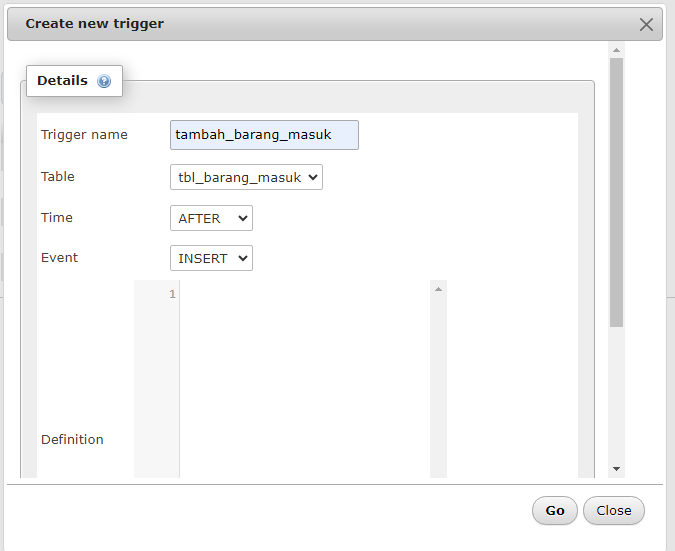 Create new trigger
Details
Trigger name tambah_barang_masuk
Table tbl_barang_masuk
Time AFTER
Event INSERT
1
Definition
Go Close